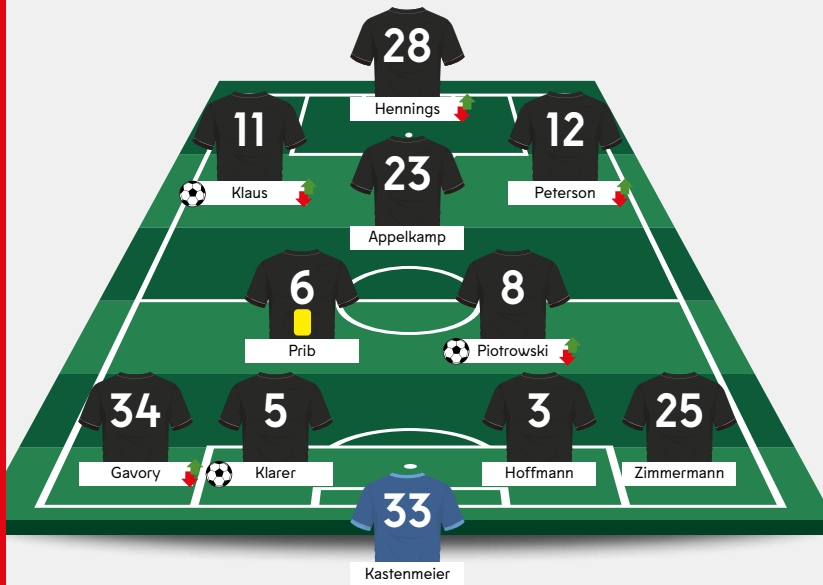 28
Hennings
11
Klaus
12
Peterson
23
Appelkamp
6
Prib
8
Piotrowski
34
Gavory
5
Klarer
3
Hoffmann
25
Zimmermann
33
Kastenmeier